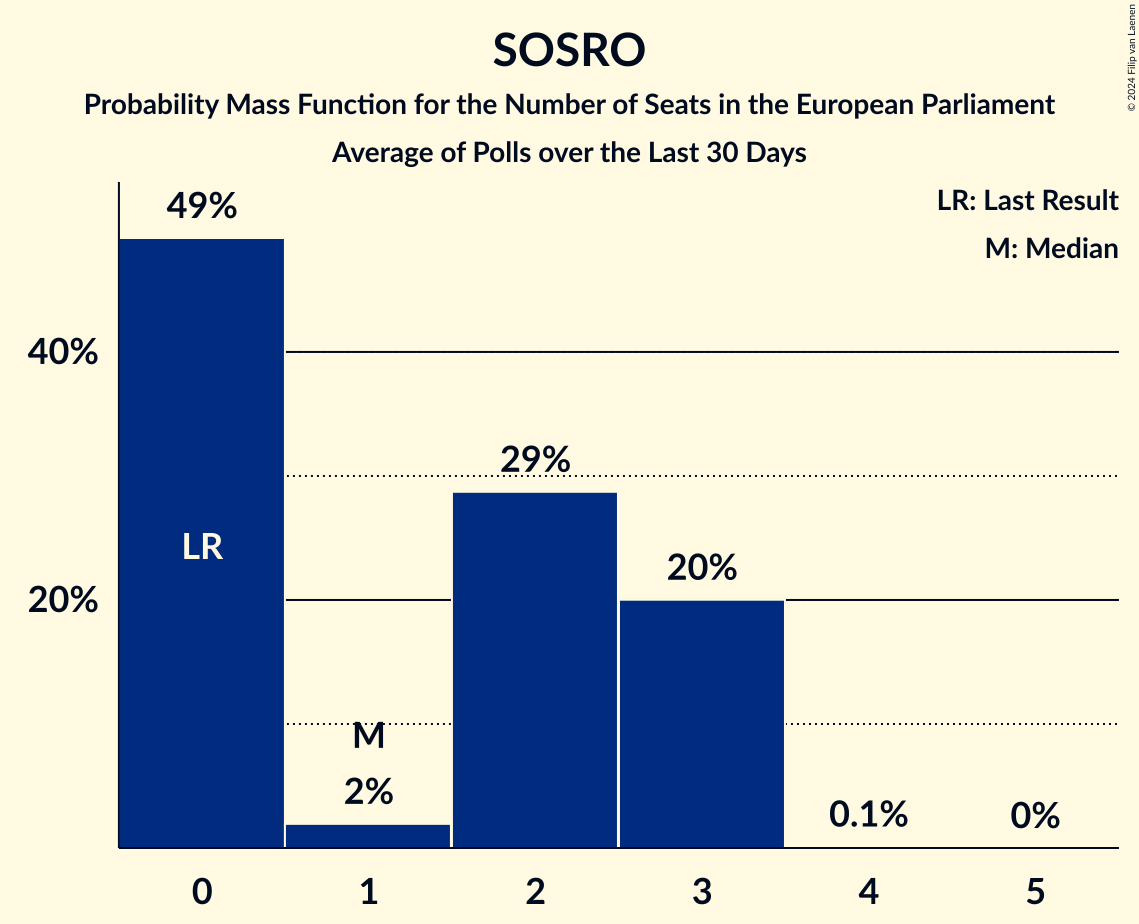 SOSRO
Probability Mass Function for the Number of Seats in the European Parliament
Average of Polls over the Last 30 Days
© 2024 Filip van Laenen
LR: Last Result
M: Median
49%
40%
29%
LR
20%
20%
M
2%
0.1%
0%
0 1 2 3 4 5